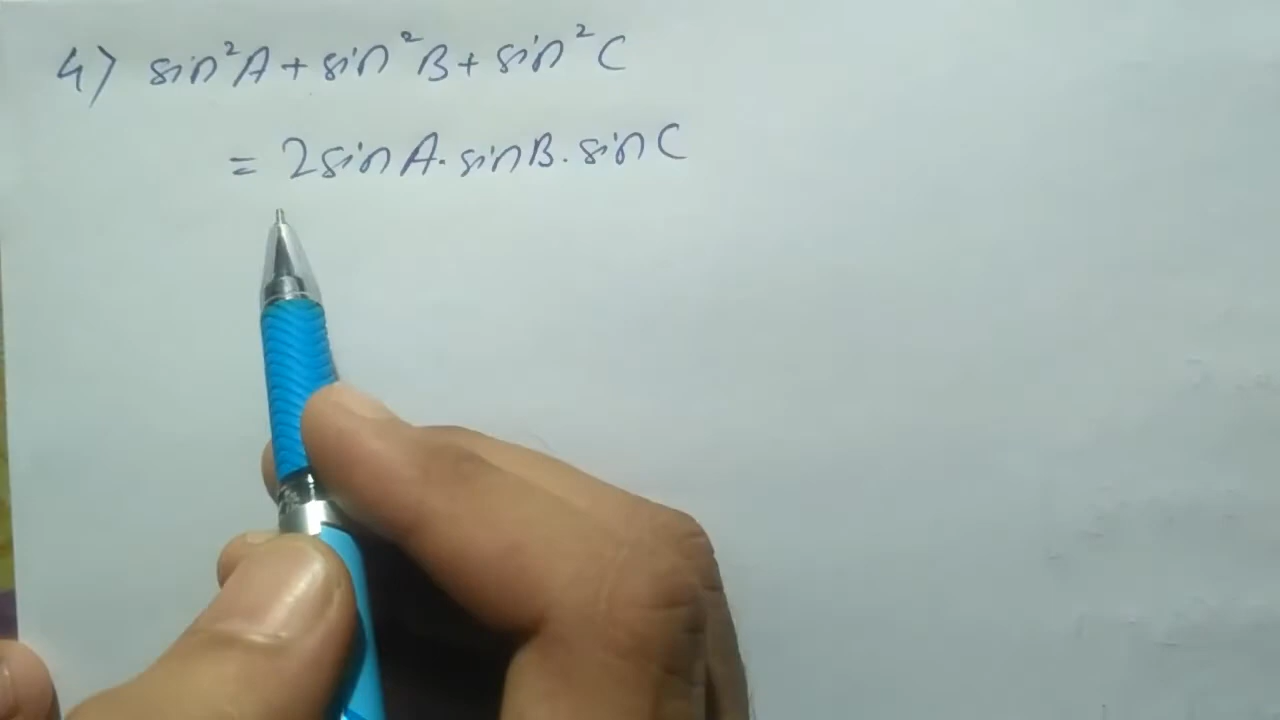 4) sin²A + sin²B + sin²C
= 2sinA. sinB. sinC